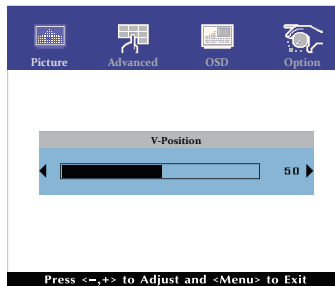 Picture Advanced OSD Option
V-Position
50
Press <–,+> to Adjust and <Menu> to Exit